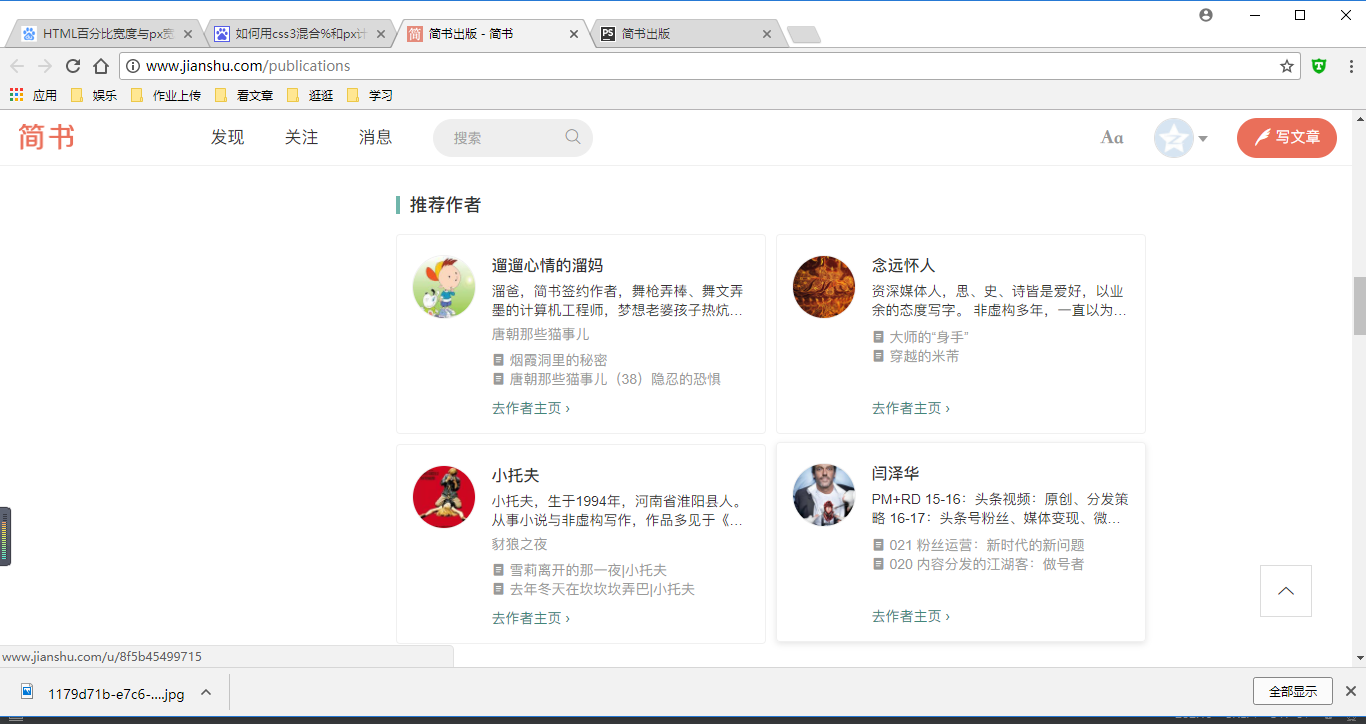 HTML百分比宽度与px宽
如何用css3混合%和px计
简 简书出版 - 简书
PS 简书出版
www.jianshu.com/publications
应用 娱乐 作业上传 看文章 逛逛 学习
简书 发现 关注 消息 搜索 Aa 写文章
推荐作者
遛遛心情的溜妈
溜爸，简书签约作者，舞枪弄棒、舞文弄
墨的计算机工程师，梦想老婆孩子热炕...
唐朝那些猫事儿
烟霞洞里的秘密
唐朝那些猫事儿（38）隐忍的恐惧
去作者主页 ›
念远怀人
资深媒体人，思、史、诗皆是爱好，以业
余的态度写字。 非虚构多年，一直以为...
大师的“身手”
穿越的米芾
去作者主页 ›
小托夫
小托夫，生于1994年，河南省淮阳县人。
从事小说与非虚构写作，作品多见于《...
豺狼之夜
雪莉离开的那一夜|小托夫
去年冬天在坎坎坎弄巴|小托夫
去作者主页 ›
闫泽华
PM+RD 15-16：头条视频：原创、分发策
略 16-17：头条号粉丝、媒体变现、微...
021 粉丝运营：新时代的新问题
020 内容分发的江湖客：做号者
去作者主页 ›
www.jianshu.com/u/8f5b45499715
1179d71b-e7c6-....jpg
全部显示